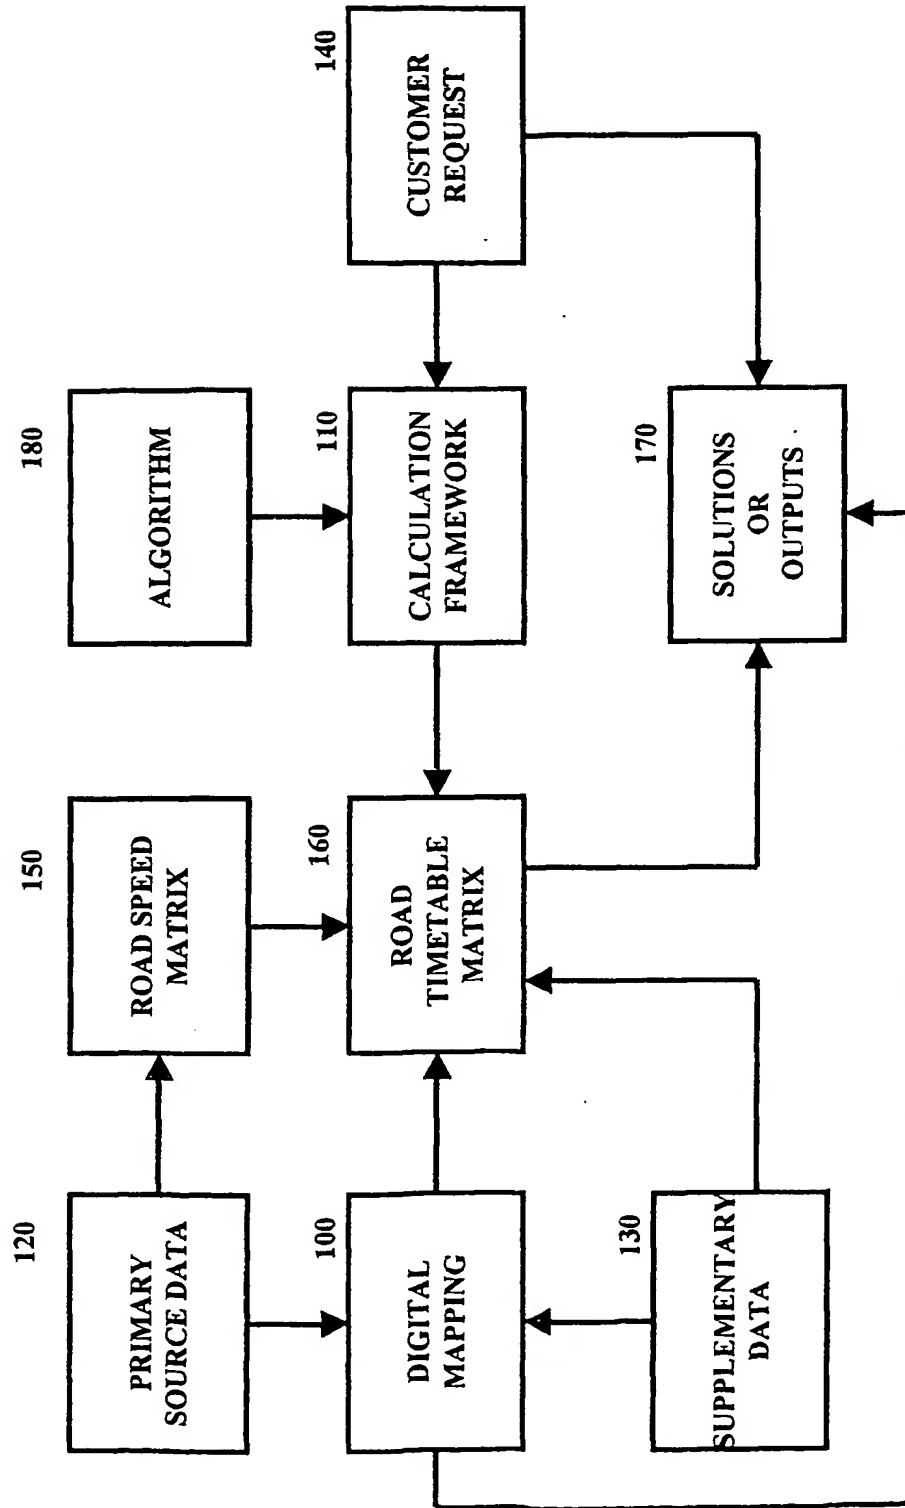 120
PRIMARY
SOURCE DATA
150
ROAD SPEED
MATRIX
180
ALGORITHM
100
DIGITAL
MAPPING
160
ROAD
TIMETABLE
MATRIX
110
CALCULATION
FRAMEWORK
140
CUSTOMER
REQUEST
130
SUPPLEMENTARY
DATA
170
SOLUTIONS
OR
OUTPUTS